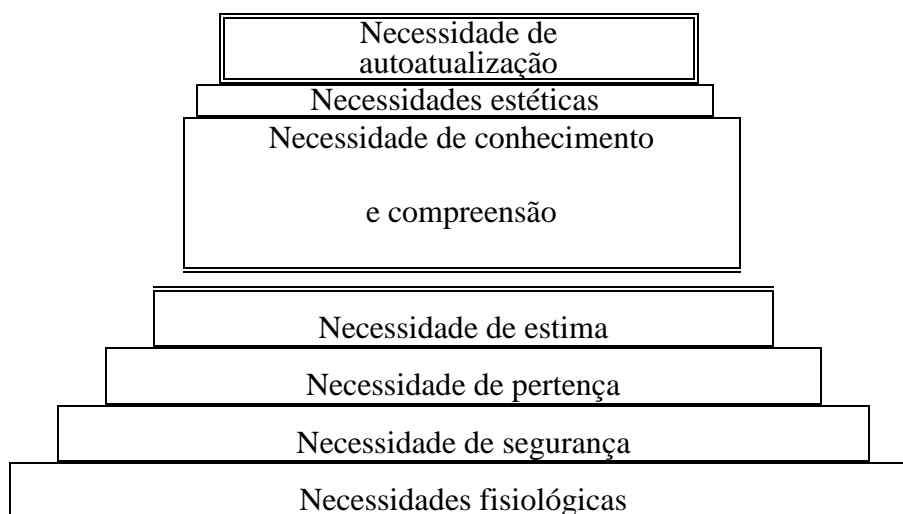 Necessidade de
autoatualização
Necessidades estéticas
Necessidade de conhecimento
e compreensão
Necessidade de estima
Necessidade de pertença
Necessidade de segurança
Necessidades fisiológicas